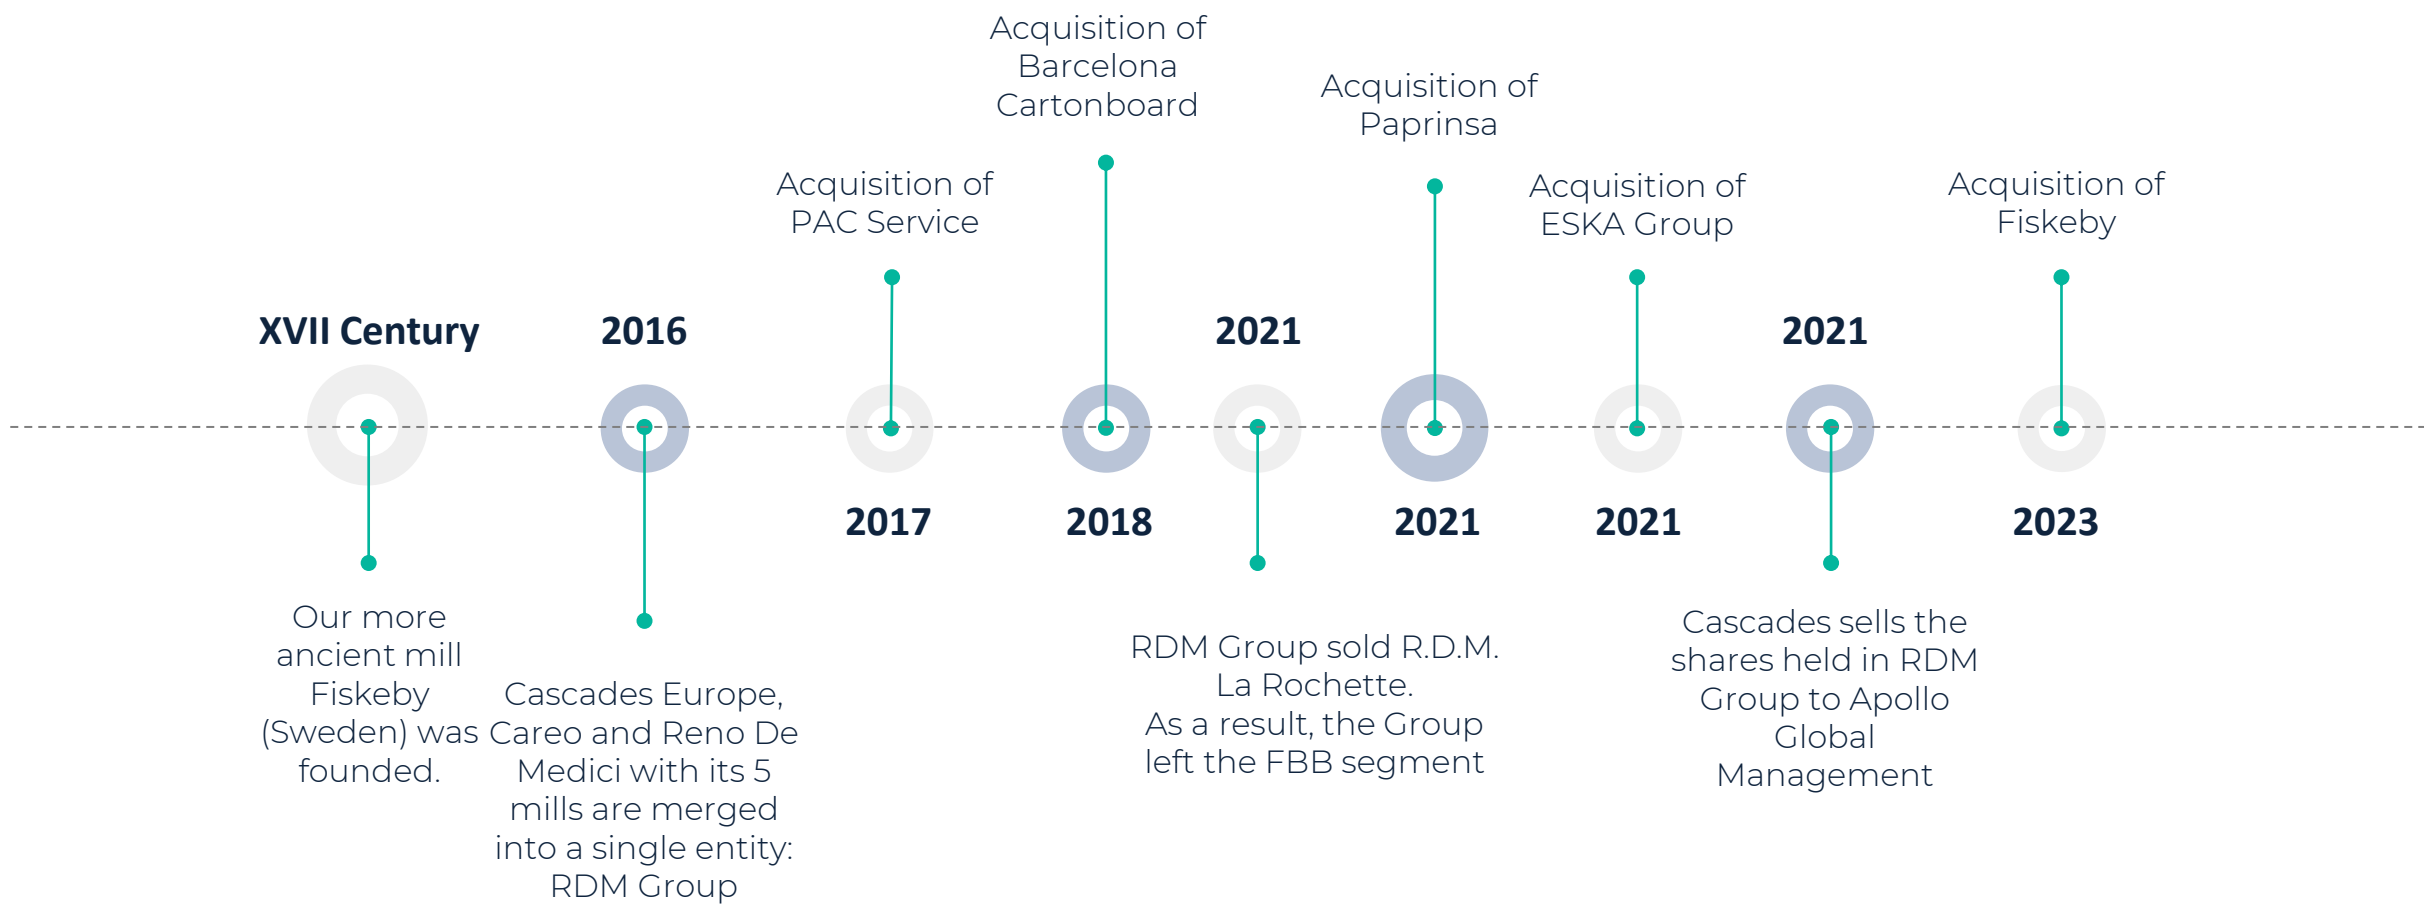 XVII Century
Our more
ancient mill
Fiskeby
(Sweden) was
founded.
2016
Cascades Europe,
Careo and Reno De
Medici with its 5
mills are merged
into a single entity:
RDM Group
Acquisition of
PAC Service
2017
Acquisition of
Barcelona
Cartonboard
2018
2021
RDM Group sold R.D.M.
La Rochette.
As a result, the Group
left the FBB segment
Acquisition of
Paprinsa
2021
Acquisition of
ESKA Group
2021
2021
Cascades sells the
shares held in RDM
Group to Apollo
Global
Management
Acquisition of
Fiskeby
2023